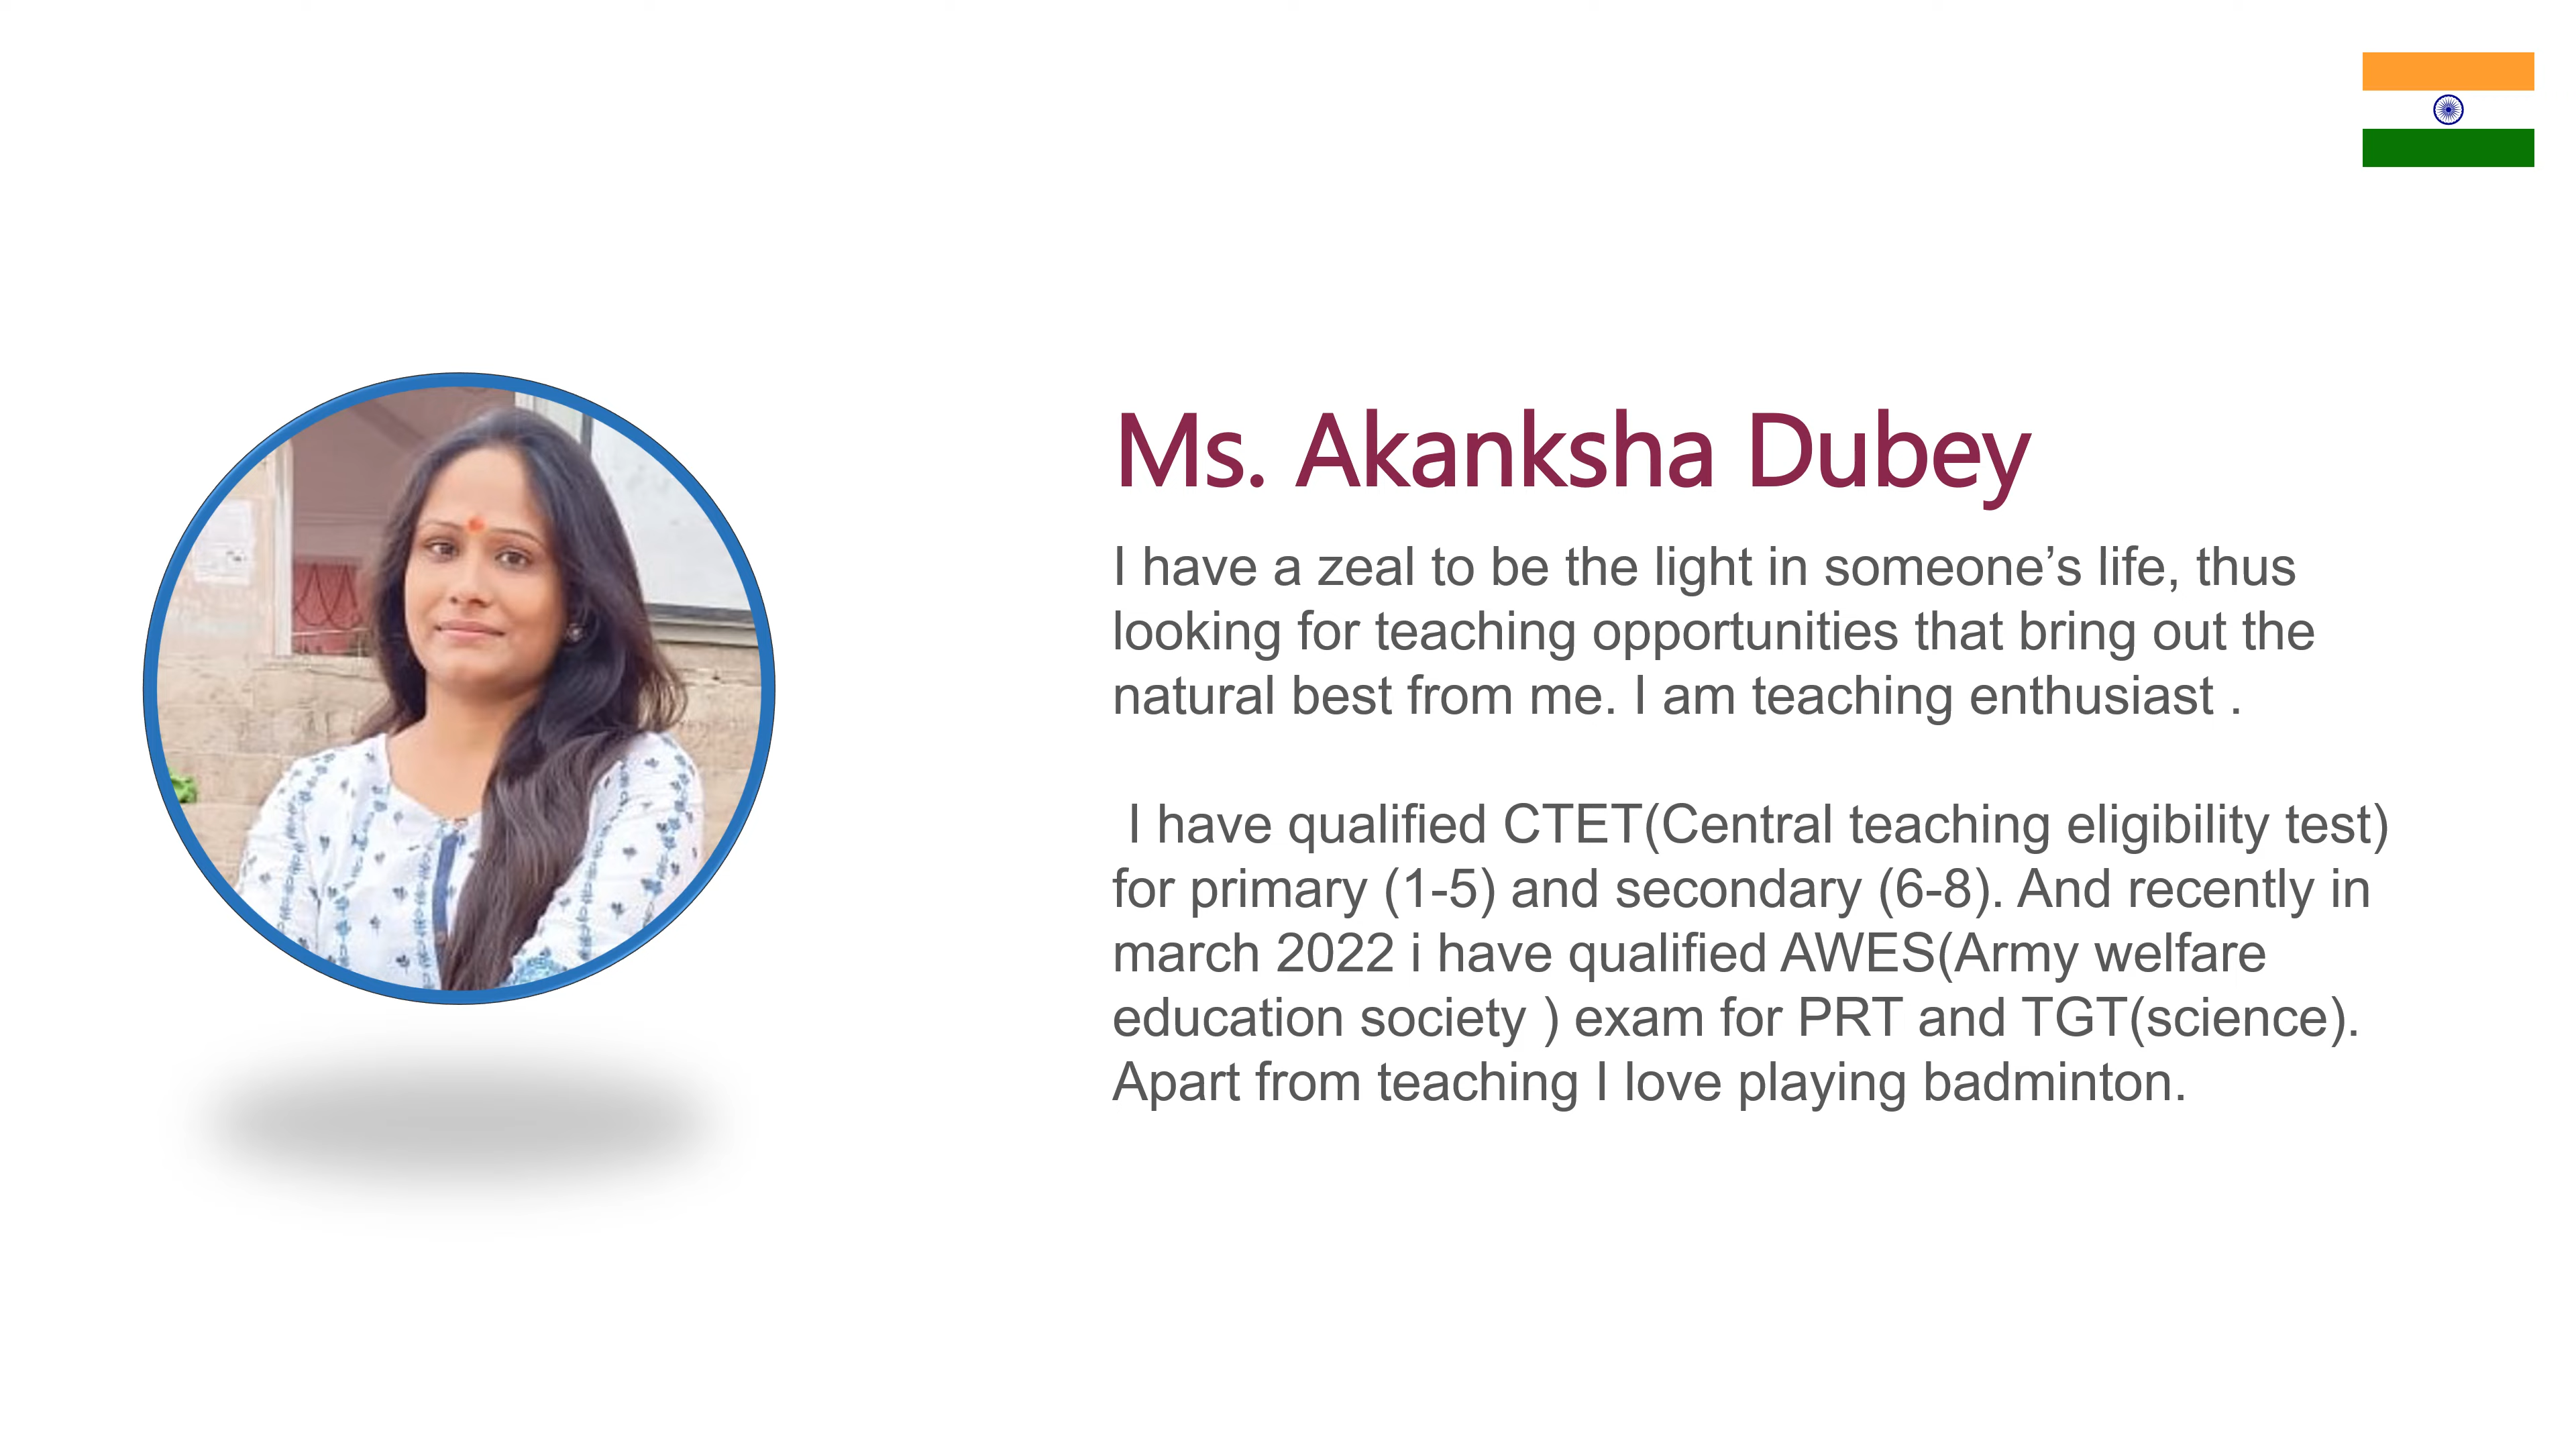 Ms. Akanksha Dubey
I have a zeal to be the light in someone’s life, thus
looking for teaching opportunities that bring out the
natural best from me. I am teaching enthusiast .
I have qualified CTET(Central teaching eligibility test)
for primary (1-5) and secondary (6-8). And recently in
march 2022 i have qualified AWES(Army welfare
education society ) exam for PRT and TGT(science).
Apart from teaching I love playing badminton.